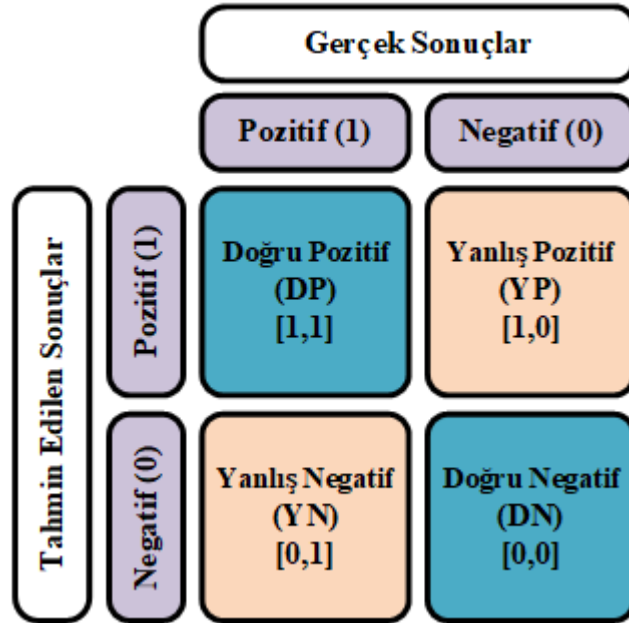 Gerçek Sonuçlar
Pozitif (1)
Negatif (0)
Tahmin Edilen Sonuçlar
Pozitif (1)
Doğru Pozitif
(DP)
[1,1]
Yanlış Pozitif
(YP)
[1,0]
Negatif (0)
Yanlış Negatif
(YN)
[0,1]
Doğru Negatif
(DN)
[0,0]